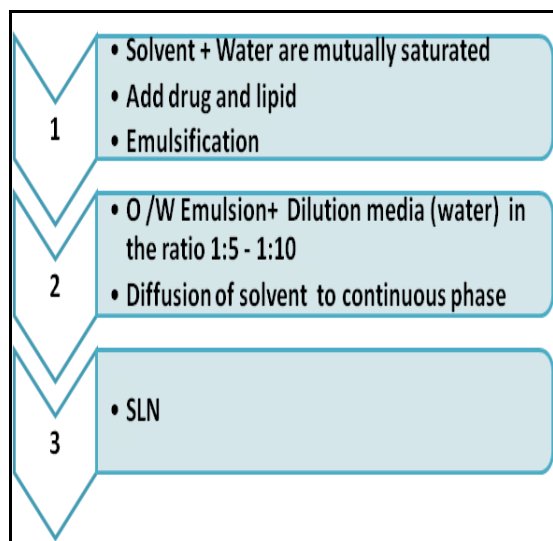 1
• Solvent + Water are mutually saturated
• Add drug and lipid
• Emulsification
2
• O /W Emulsion+ Dilution media (water) in
the ratio 1:5 - 1:10
• Diffusion of solvent to continuous phase
3
• SLN